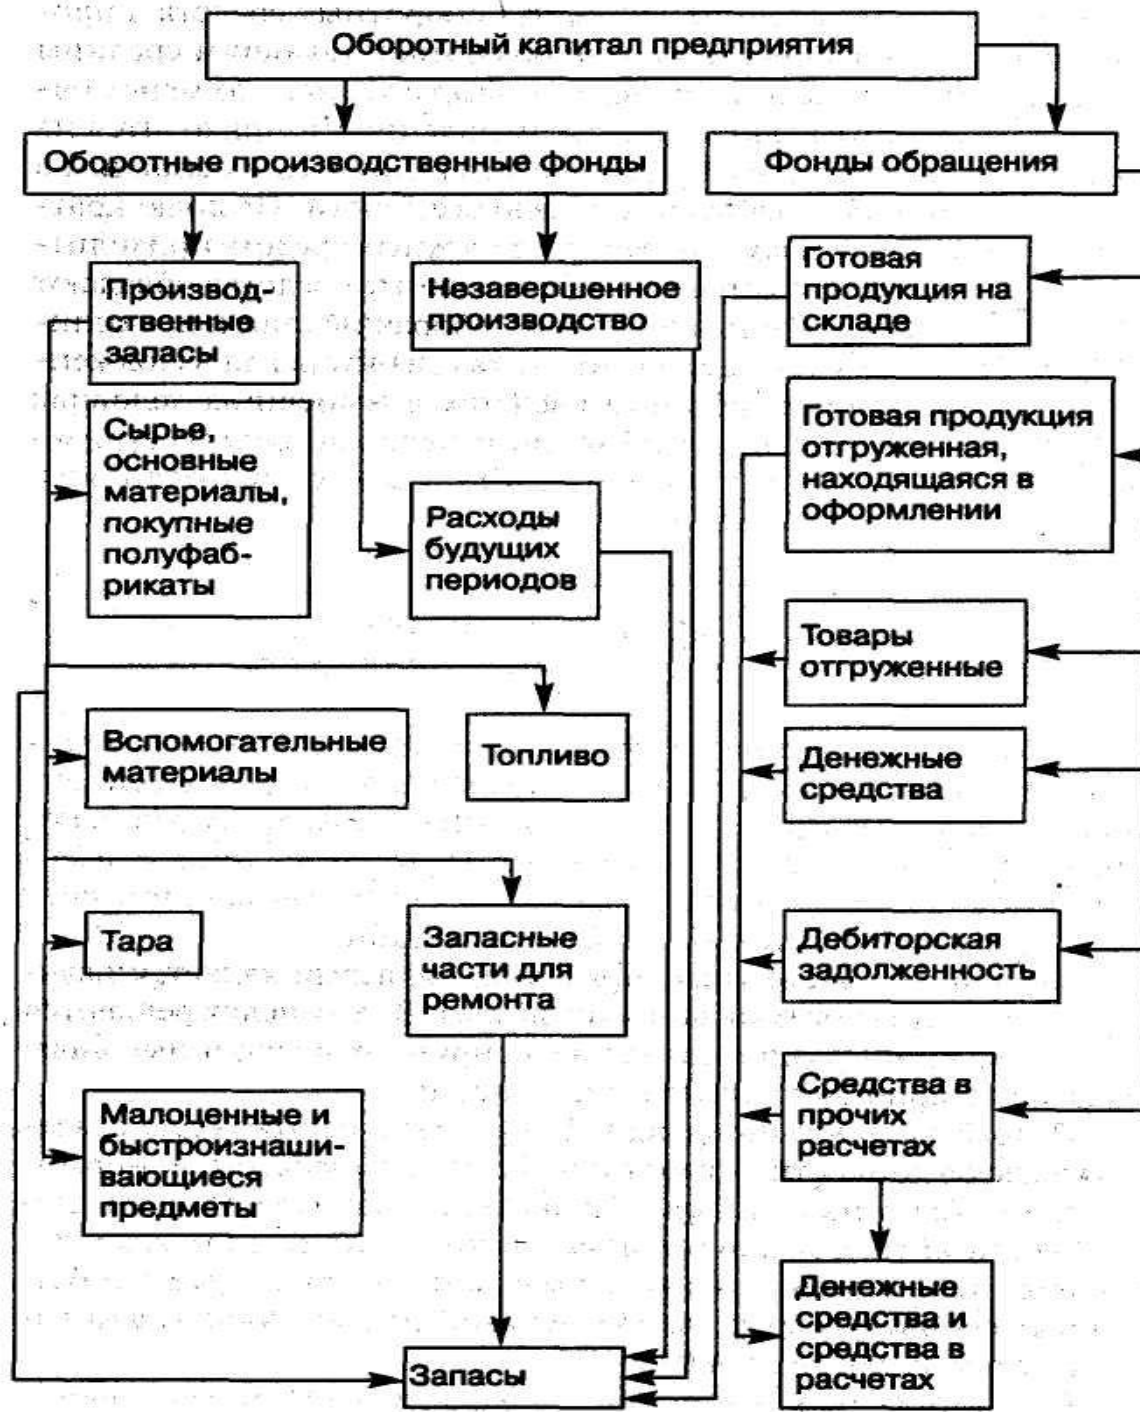 Оборотный капитал предприятия
Оборотные производственные фонды
Фонды обращения
Производ-
ственные
запасы
Незавершенное
производство
Готовая
продукция на
складе
Сырье,
основные
материалы,
покупные
полуфаб-
рикаты
Расходы
будущих
периодов
Готовая продукция
отгруженная,
находящаяся в
оформлении
Товары
отгруженные
Вспомогательные
материалы
Топливо
Денежные
средства
Тара
Запасные
части для
ремонта
Дебиторская
задолженность
Малоценные и
быстроизнаши-
вающиеся
предметы
Средства в
прочих
расчетах
Запасы
Денежные
средства и
средства в
расчетах